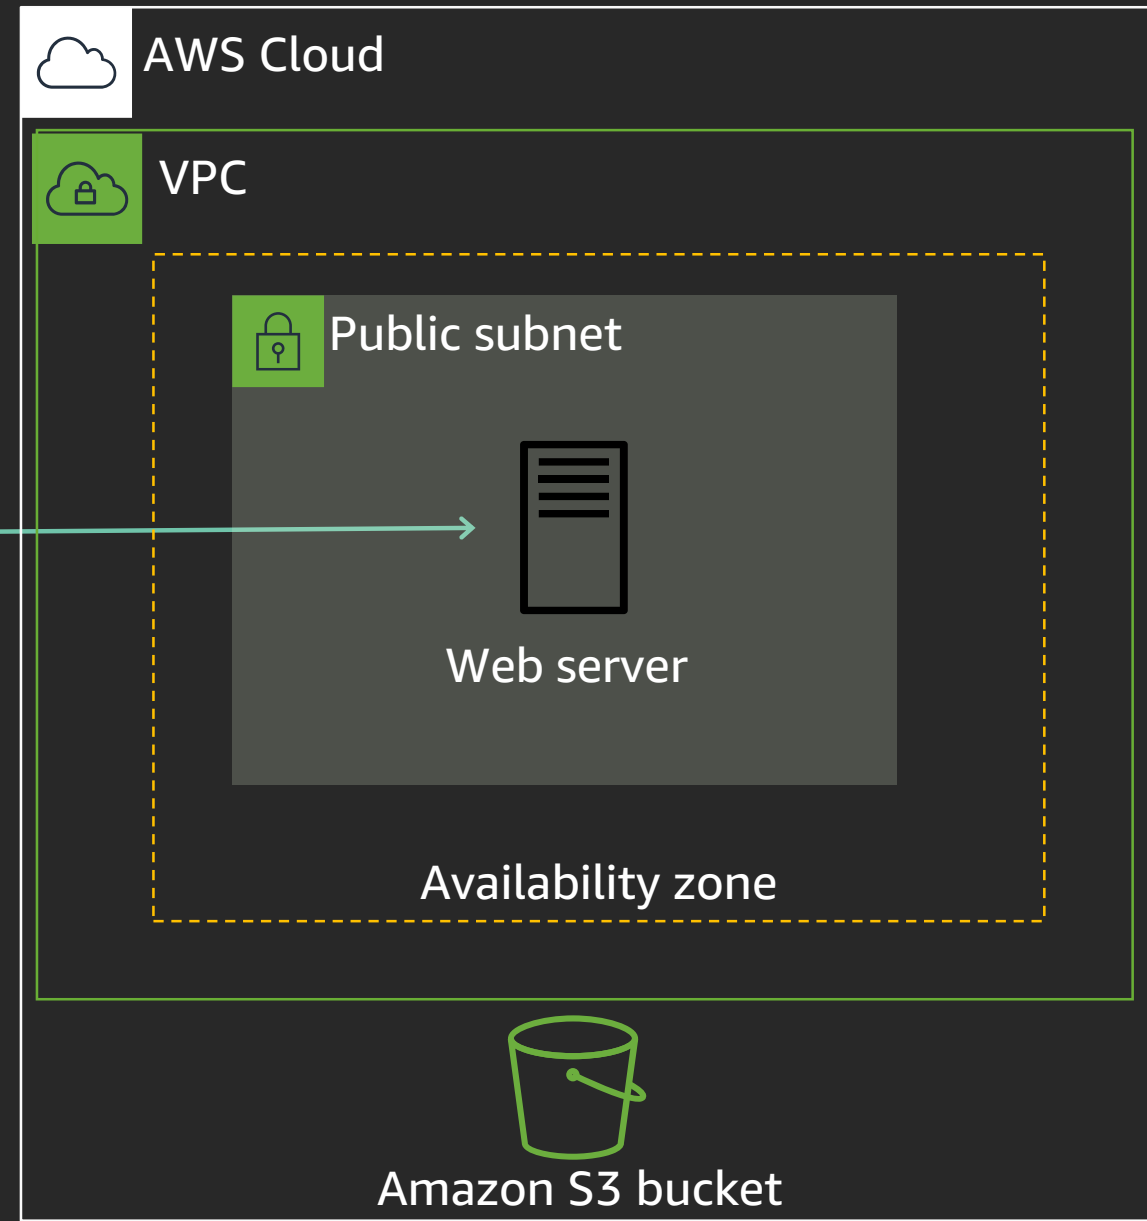 AWS Cloud
VPC
Public subnet
Web server
Availability zone
Amazon S3 bucket